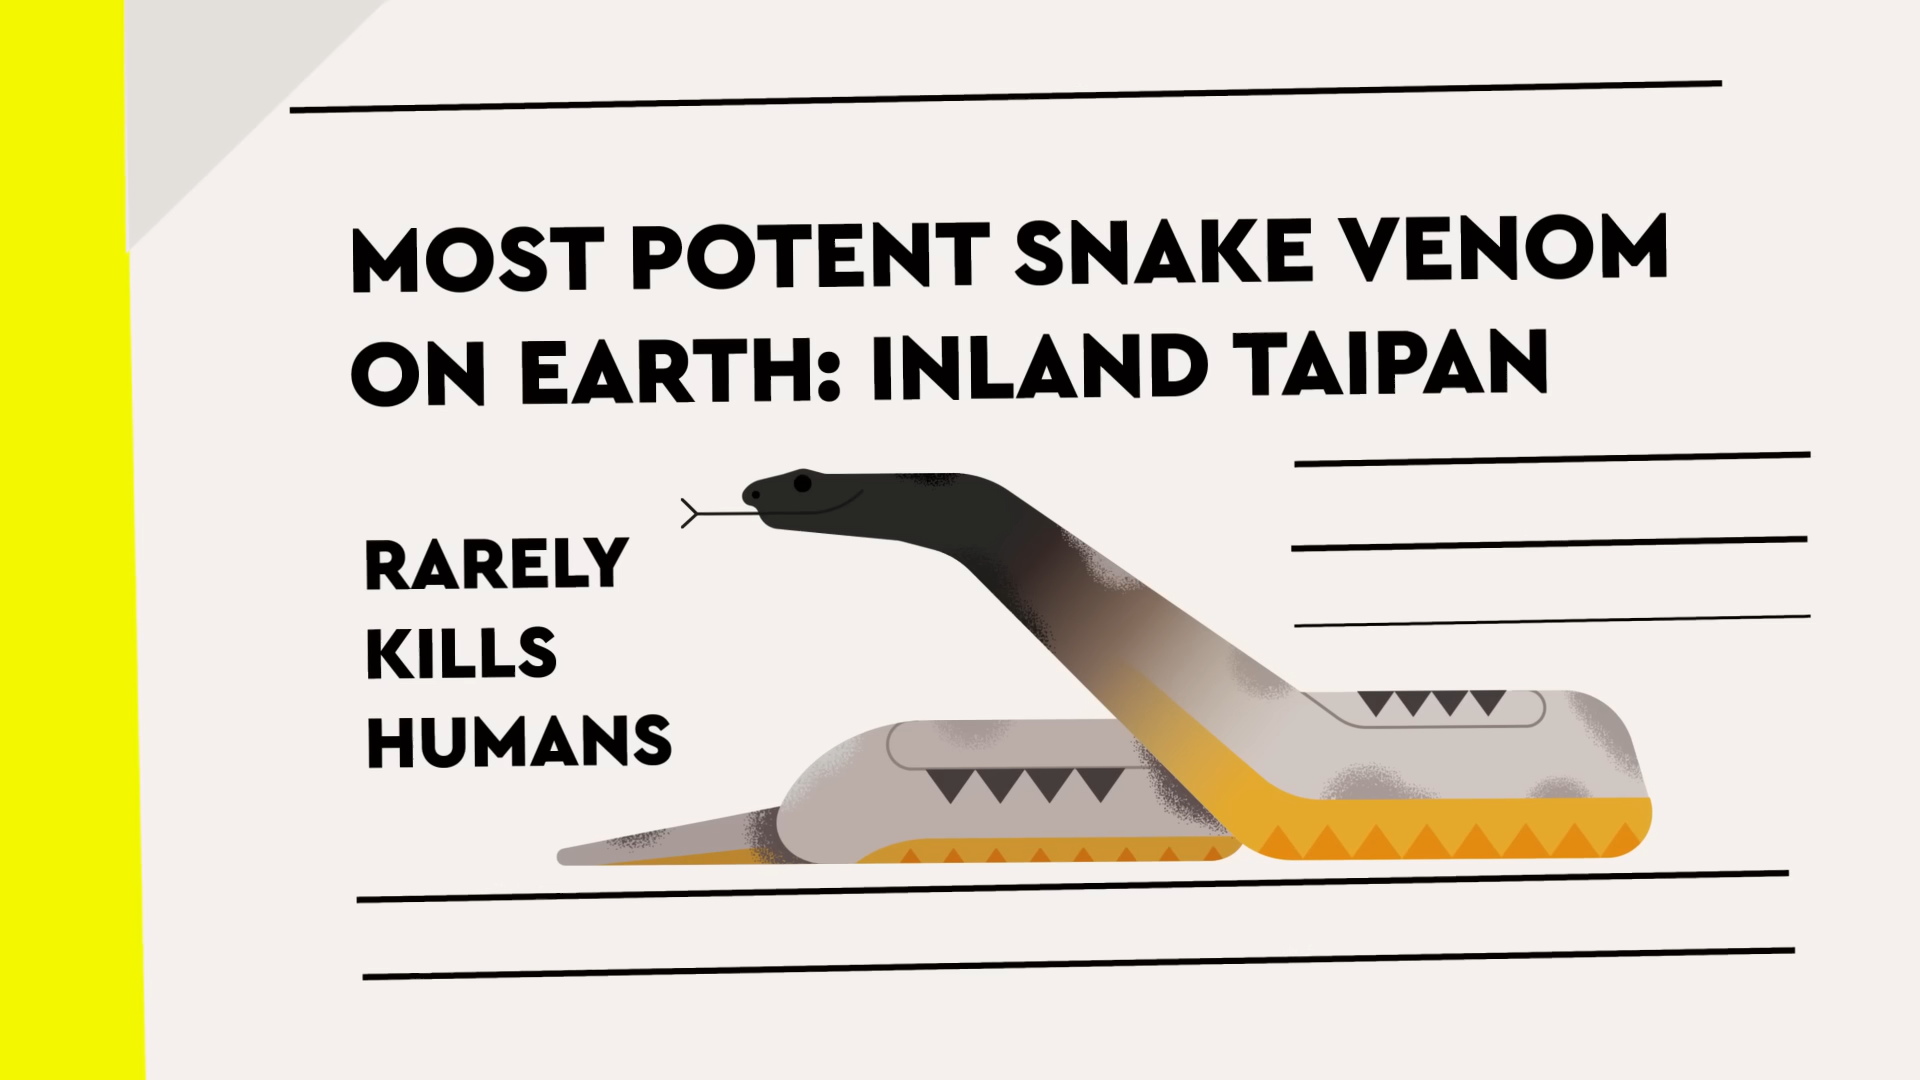 MOST POTENT SNAKE VENOM
ON EARTH: INLAND TAIPAN
RARELY
KILLS
HUMANS